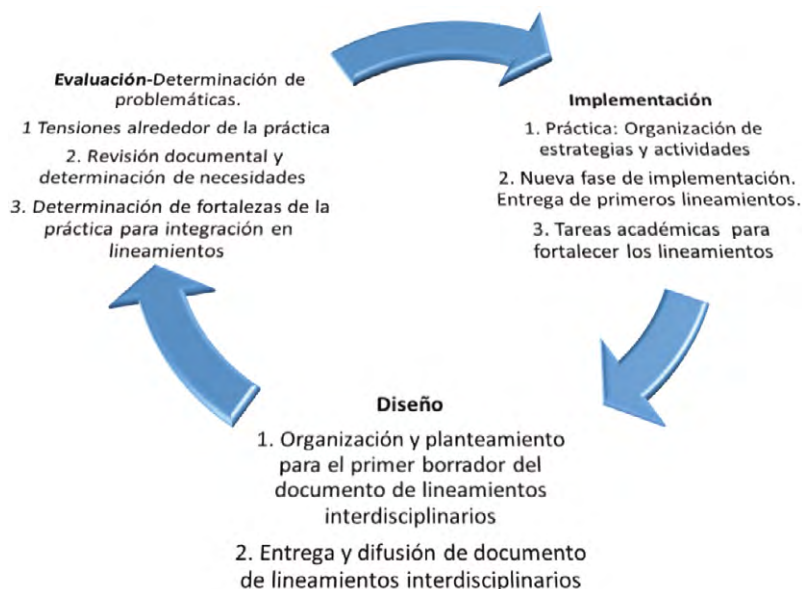 Evaluación-Determinación de
problemáticas.
1 Tensiones alrededor de la práctica
2. Revisión documental y
determinación de necesidades
3. Determinación de fortalezas de la
práctica para integración en
lineamientos
Implementación
1. Práctica: Organización de
estrategias y actividades
2. Nueva fase de implementación.
Entrega de primeros lineamientos.
3. Tareas académicas para
fortalecer los lineamientos
Diseño
1. Organización y planteamiento
para el primer borrador del
documento de lineamientos
interdisciplinarios
2. Entrega y difusión de documento
de lineamientos interdisciplinarios